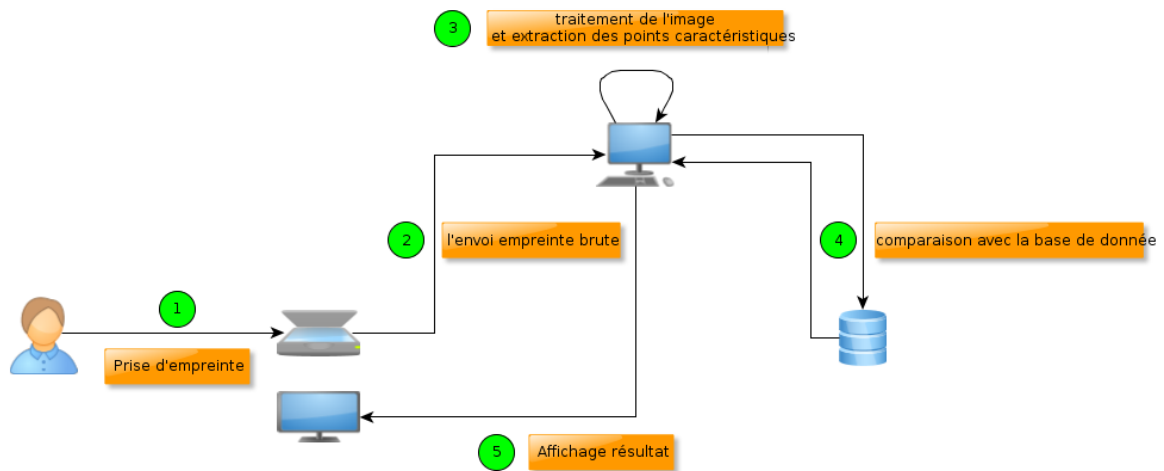 3
traitement de l'image
et extraction des points caractéristiques
2
l'envoi empreinte brute
4
comparaison avec la base de donnée
1
Prise d'empreinte
5
Affichage résultat